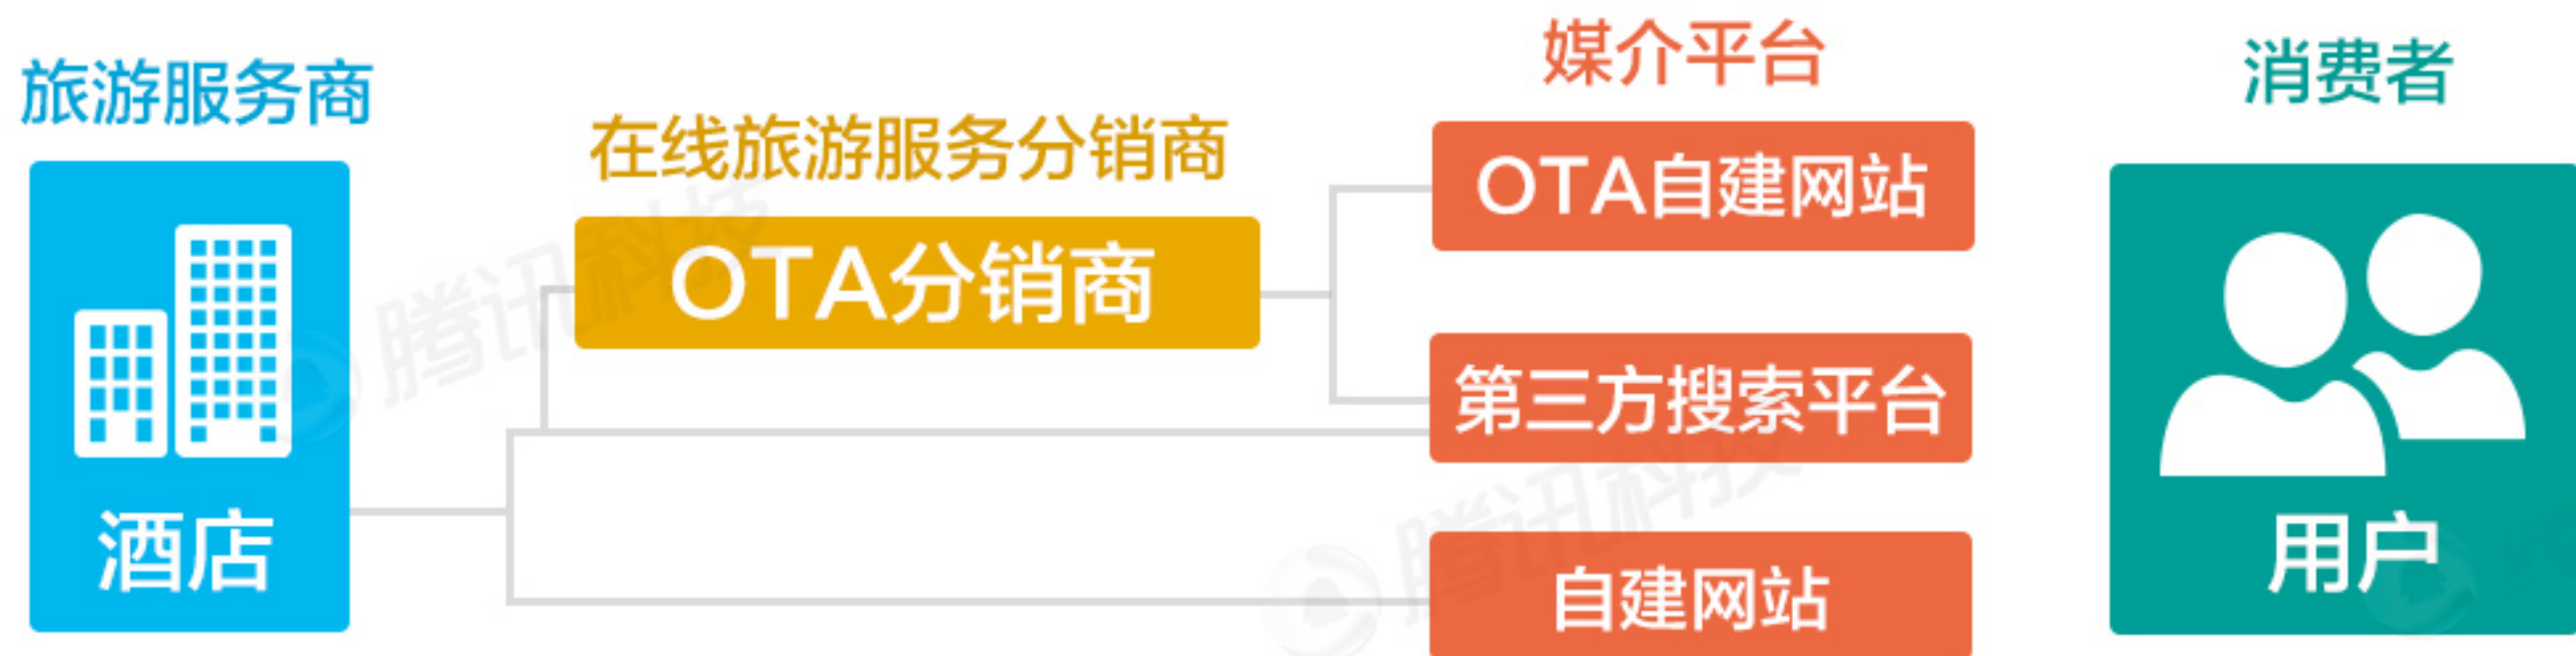 旅游服务商
酒店
在线旅游服务分销商
OTA分销商
媒介平台
OTA自建网站
第三方搜索平台
自建网站
消费者
用户
腾讯科技
腾讯科技